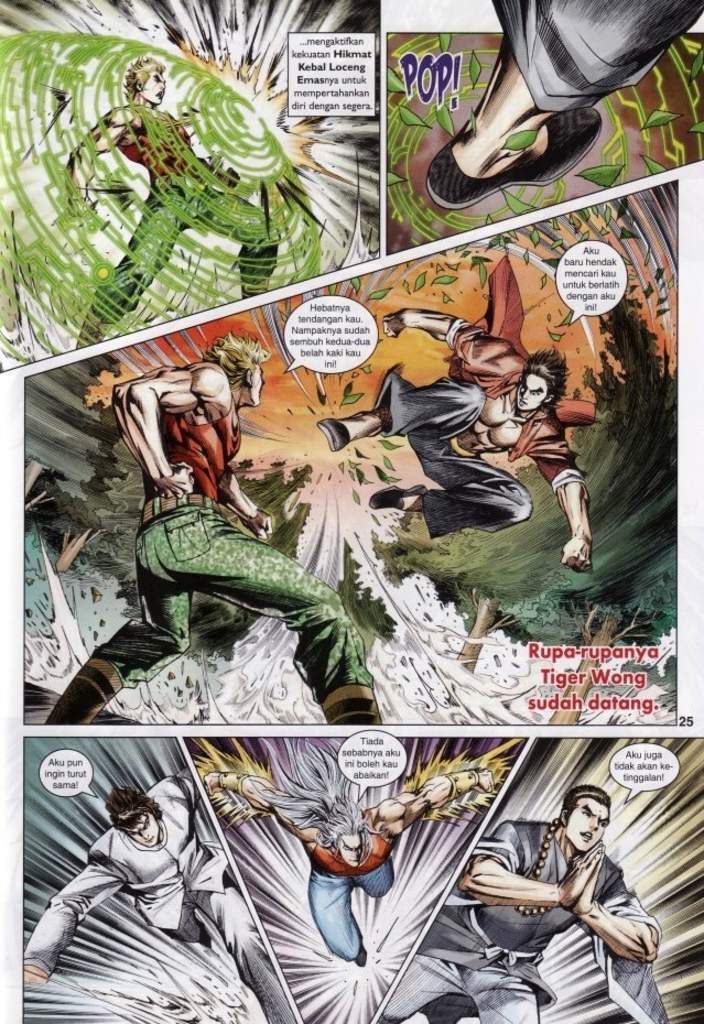 ...mengaktifkan
kekuatan Hikmat
Kebal Loceng
Emasnya untuk
mempertahankan
diri dengan segera.
POP!
Aku
baru hendak
mencari kau
untuk berlatih
dengan aku
ini!
Hebatnya
tendangan kau.
Nampaknya sudah
sembuh kedua-dua
belah kaki kau
ini!
Rupa-rupanya
Tiger Wong
sudah datang.
25
Aku pun
ingin turut
sama!
Tiada
sebabnya aku
ini boleh kau
abaikan!
Aku juga
tidak akan ke-
tinggalan!